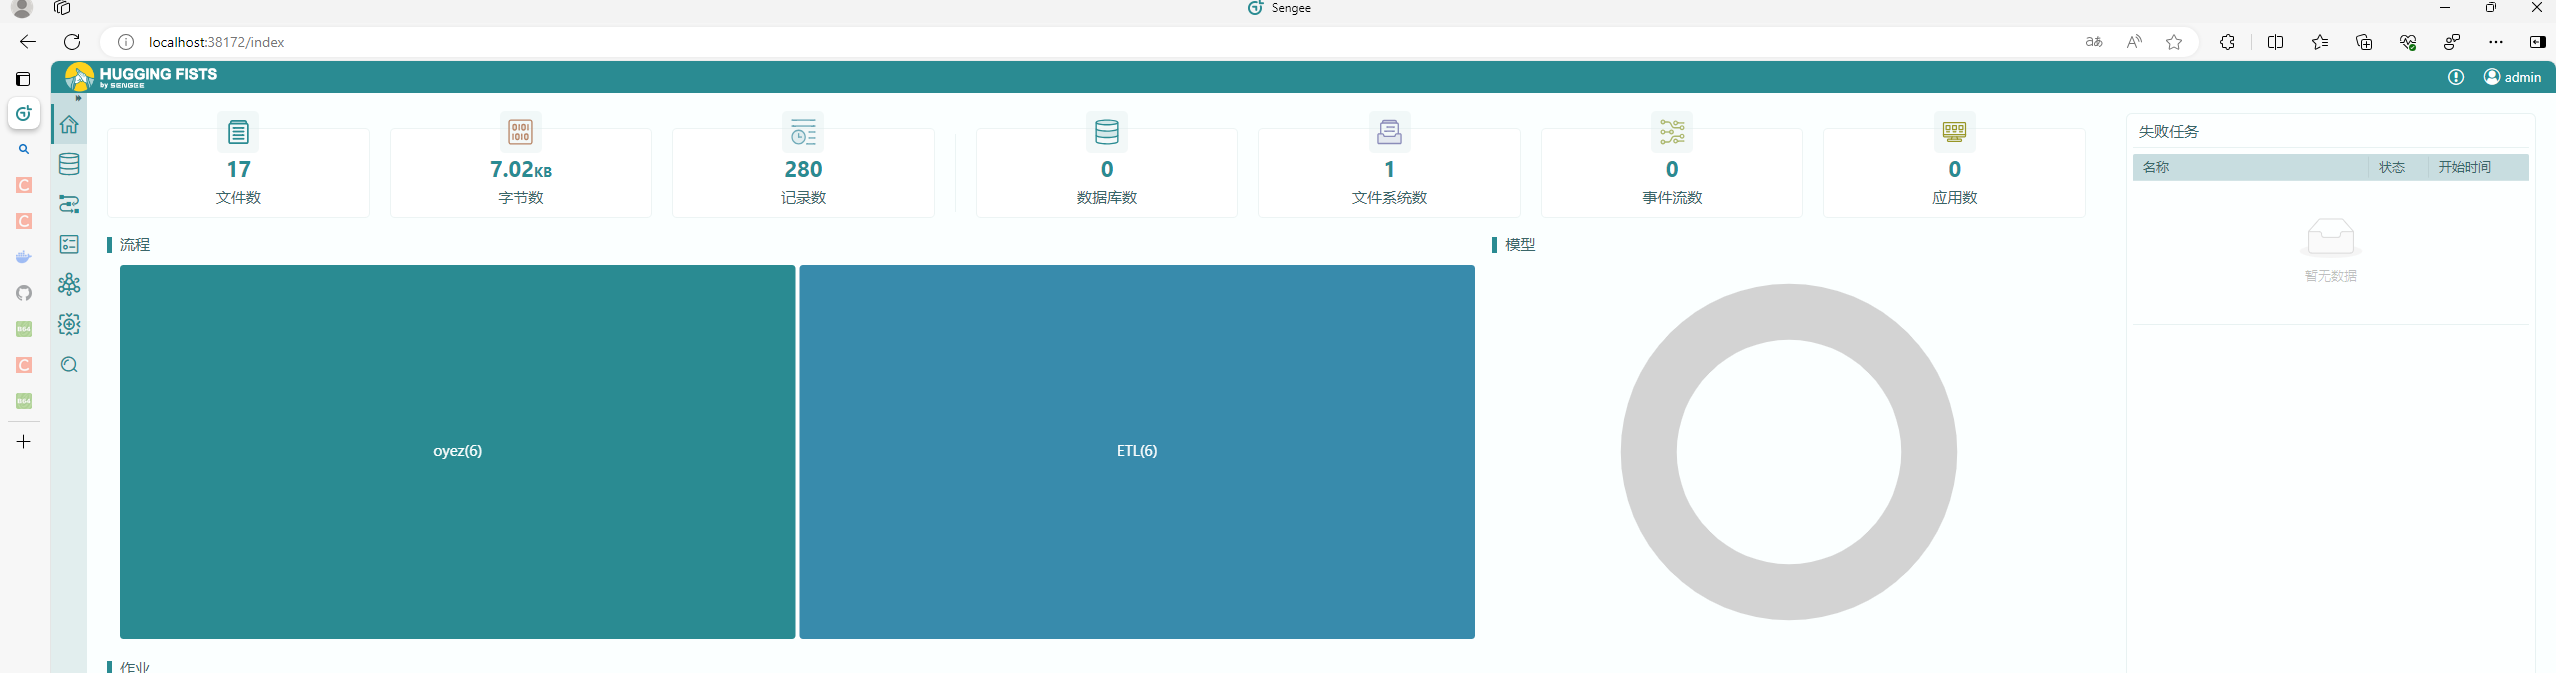 Sengee
localhost:38172/index
HUGGING FISTS
by SENGEE
admin
17
文件数
7.02KB
字节数
280
记录数
0
数据库数
1
文件系统数
0
事件流数
0
应用数
失败任务
名称 状态 开始时间
暂无数据
流程
oyez(6)
ETL(6)
模型
作业